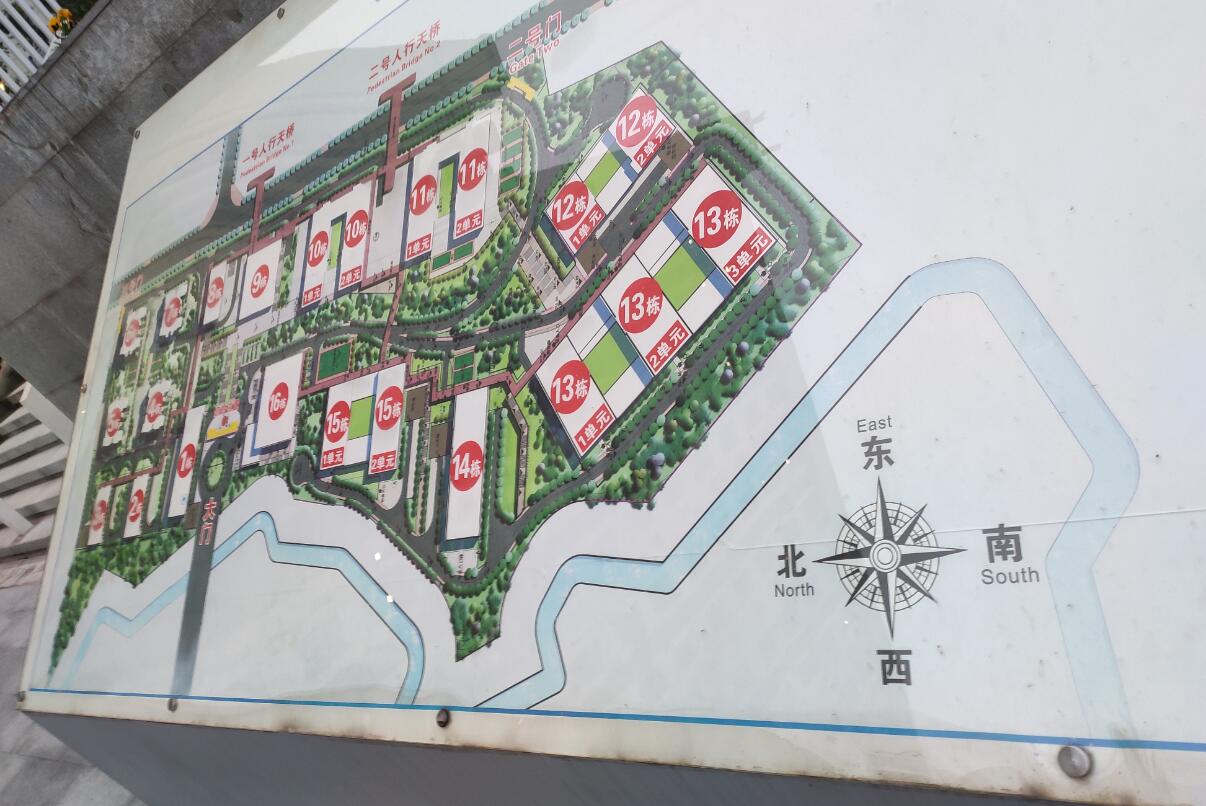 二号人行天桥
Pedestrian Bridge No.2
二号门
Gate Two
一号人行天桥
Pedestrian Bridge No.1
12栋
2单元
12栋
1单元
11栋
2单元
11栋
1单元
10栋
2单元
10栋
1单元
9栋
8栋
13栋
3单元
13栋
2单元
13栋
1单元
16栋
15栋
1单元
15栋
2单元
14栋
1栋
2栋
大门
East
东
北
North
南
South
西